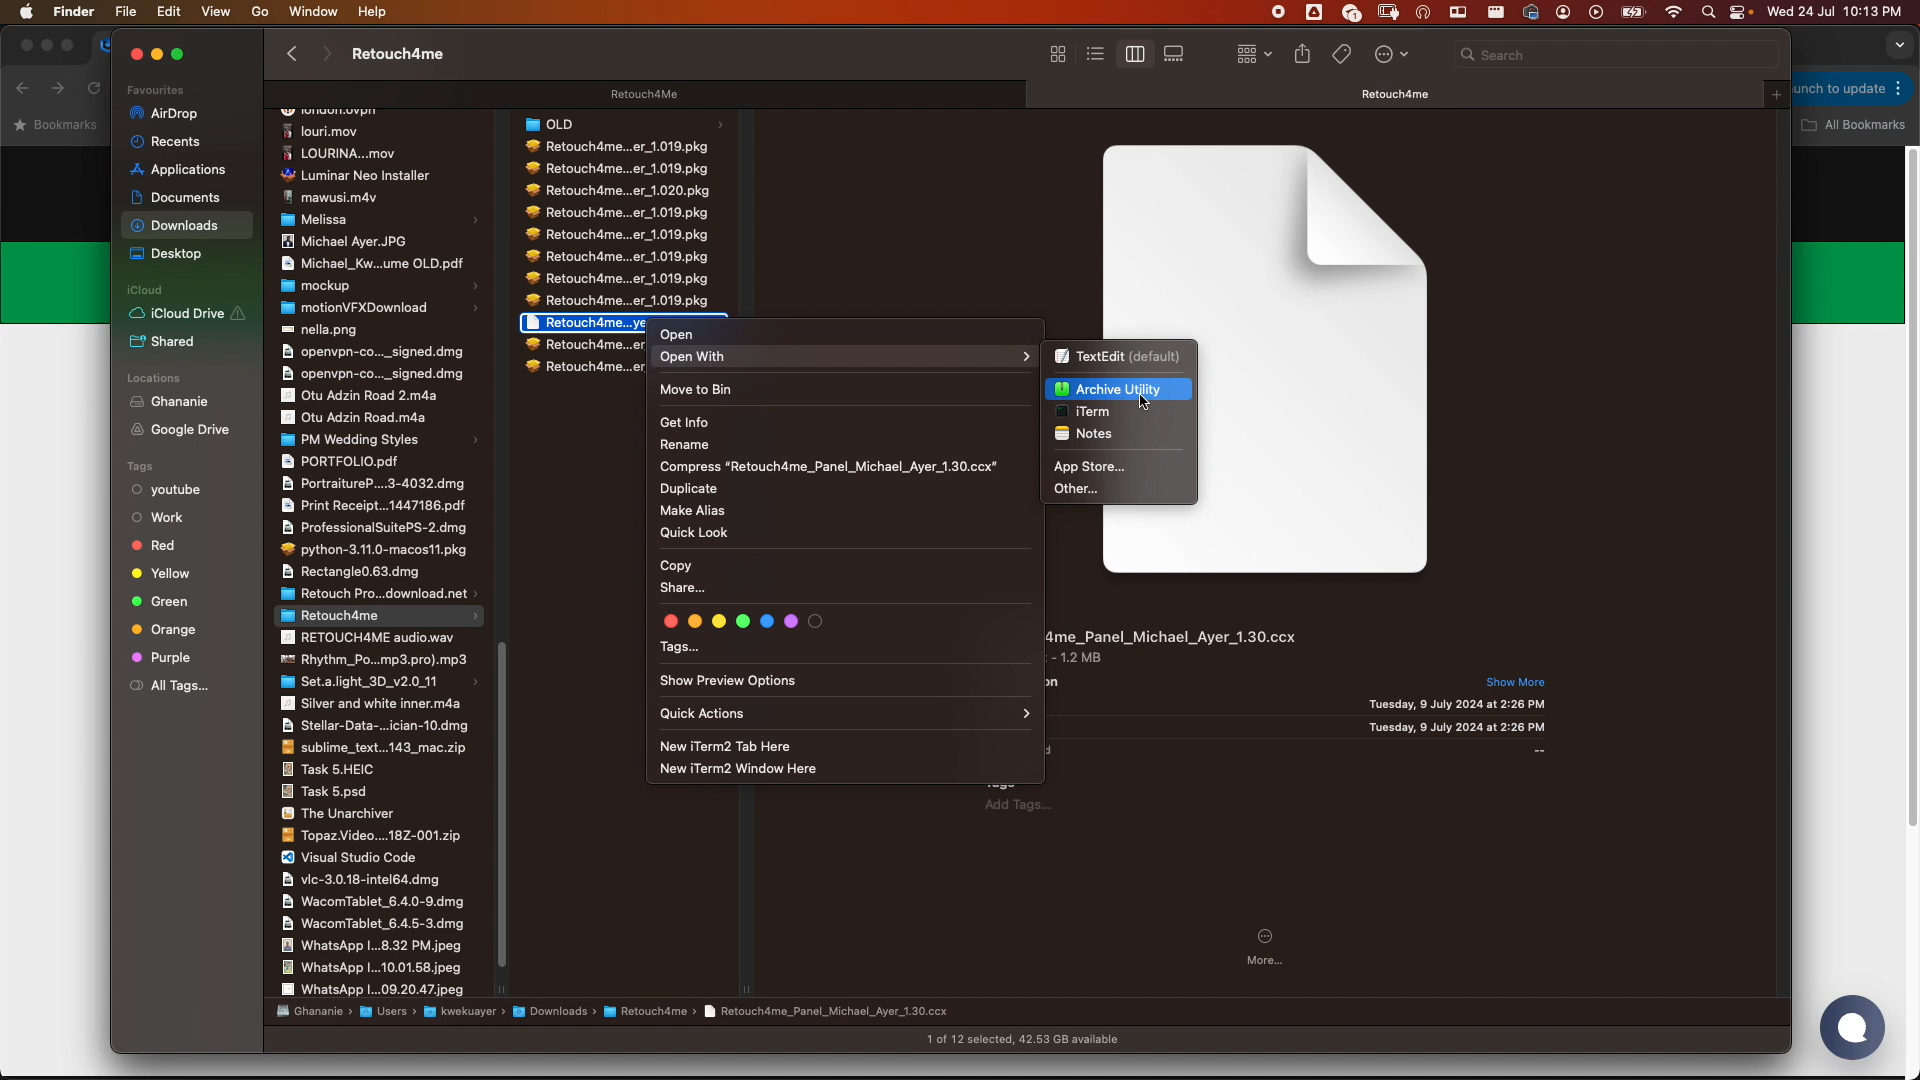 Finder File Edit View Go Window Help
Wed 24 Jul 10:13 PM
Retouch4me
Search
Retouch4Me
Retouch4me
unch to update
Bookmarks
All Bookmarks
Favourites
AirDrop
Recents
Applications
Documents
Downloads
Desktop
iCloud
iCloud Drive
Shared
Locations
Ghananie
Google Drive
Tags
youtube
Work
Red
Yellow
Green
Orange
Purple
All Tags...
london.ovpn
louri.mov
LOURINA...mov
Luminar Neo Installer
mawusi.m4v
Melissa
Michael Ayer.JPG
Michael_Kw...ume OLD.pdf
mockup
motionVFXDownload
nella.png
openvpn-co..._signed.dmg
openvpn-co..._signed.dmg
Otu Adzin Road 2.m4a
Otu Adzin Road.m4a
PM Wedding Styles
PORTFOLIO.pdf
PortraitureP....3-4032.dmg
Print Receipt...1447186.pdf
ProfessionalSuitePS-2.dmg
python-3.11.0-macos11.pkg
Rectangle0.63.dmg
Retouch Pro...download.net
Retouch4me
RETOUCH4ME audio.wav
Rhythm_Po...mp3.pro).mp3
Set.a.light_3D_v2.0_11
Silver and white inner.m4a
Stellar-Data-...ician-10.dmg
sublime_text...143_mac.zip
Task 5.HEIC
Task 5.psd
The Unarchiver
Topaz.Video....18Z-001.zip
Visual Studio Code
vlc-3.0.18-intel64.dmg
WacomTablet_6.4.0-9.dmg
WacomTablet_6.4.5-3.dmg
WhatsApp I...8.32 PM.jpeg
WhatsApp I...10.01.58.jpeg
WhatsApp I...09.20.47.jpeg
OLD
Retouch4me...er_1.019.pkg
Retouch4me...er_1.019.pkg
Retouch4me...er_1.020.pkg
Retouch4me...er_1.019.pkg
Retouch4me...er_1.019.pkg
Retouch4me...er_1.019.pkg
Retouch4me...er_1.019.pkg
Retouch4me...er_1.019.pkg
Retouch4me...ye
Retouch4me...er
Retouch4me...er
Open
Open With
Move to Bin
Get Info
Rename
Compress "Retouch4me_Panel_Michael_Ayer_1.30.ccx"
Duplicate
Make Alias
Quick Look
Copy
Share...
Tags...
Show Preview Options
Quick Actions
New iTerm2 Tab Here
New iTerm2 Window Here
TextEdit (default)
Archive Utility
iTerm
Notes
App Store...
Other...
4me_Panel_Michael_Ayer_1.30.ccx
- 1.2 MB
on
Show More
Tuesday, 9 July 2024 at 2:26 PM
Tuesday, 9 July 2024 at 2:26 PM
d
--
Tags
Add Tags...
More...
Ghananie › Users › kwekuayer › Downloads › Retouch4me › Retouch4me_Panel_Michael_Ayer_1.30.ccx
1 of 12 selected, 42.53 GB available